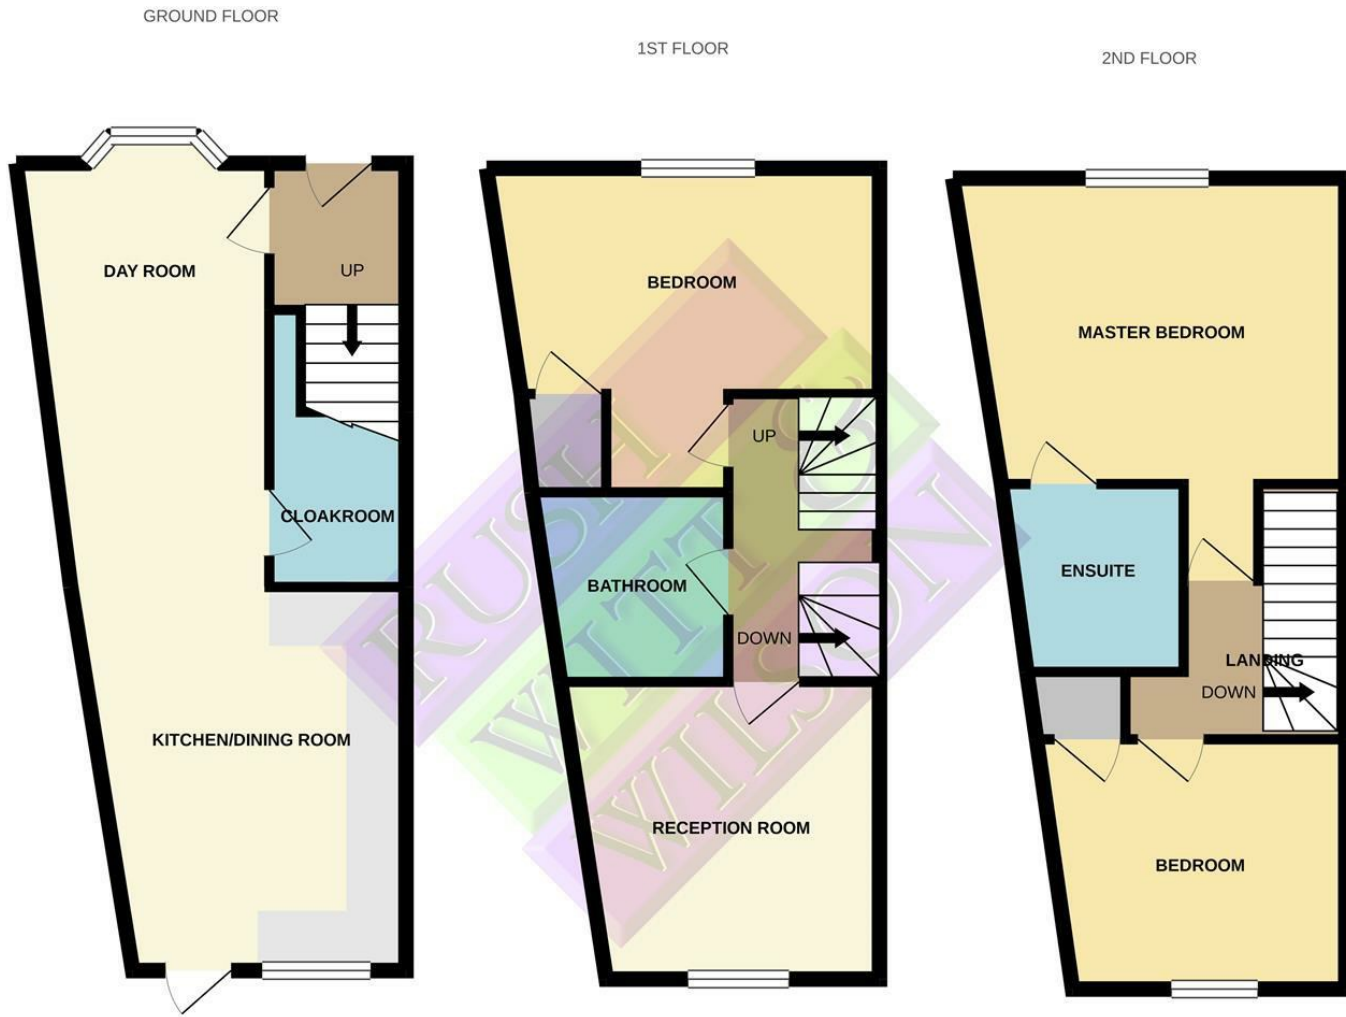 GROUND FLOOR
DAY ROOM
UP
CLOAKROOM
KITCHEN/DINING ROOM
1ST FLOOR
BEDROOM
UP
BATHROOM
DOWN
RECEPTION ROOM
RUSH
WITT &
WILSON
2ND FLOOR
MASTER BEDROOM
ENSUITE
LANDING
DOWN
BEDROOM